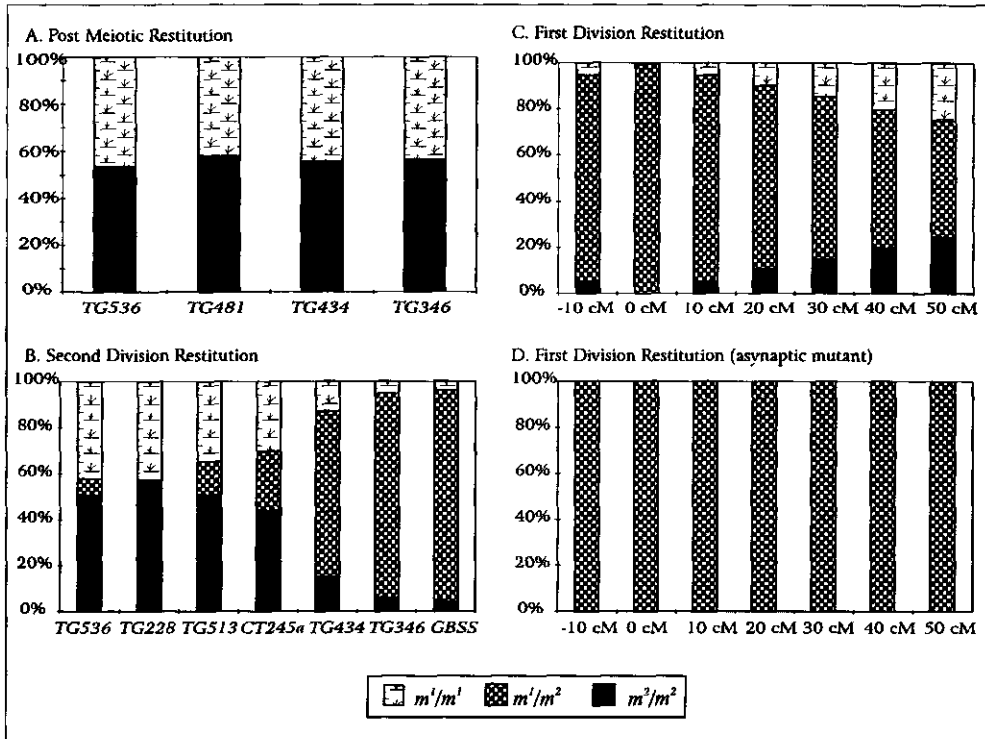 A. Post Meiotic Restitution
100%
80%
60%
40%
20%
0%
TG536 TG481 TG434 TG346
C. First Division Restitution
100%
80%
60%
40%
20%
0%
-10 cM 0 cM 10 cM 20 cM 30 cM 40 cM 50 cM
B. Second Division Restitution
100%
80%
60%
40%
20%
0%
TG536 TG228 TG513 CT245a TG434 TG346 GBSS
D. First Division Restitution (asynaptic mutant)
100%
80%
60%
40%
20%
0%
-10 cM 0 cM 10 cM 20 cM 30 cM 40 cM 50 cM
m¹/m¹ m¹/m² m²/m²